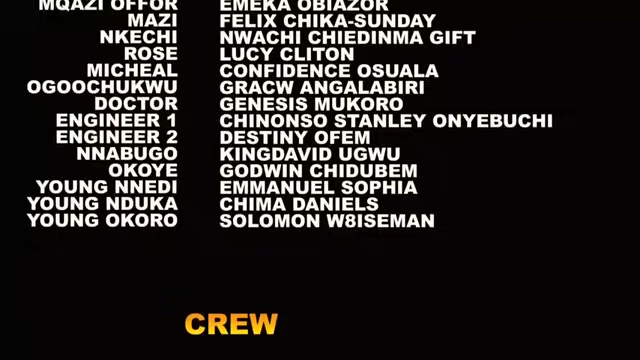 MQAZI OFFOR EMEKA OBIAZOR
MAZI FELIX CHIKA-SUNDAY
NKECHI NWACHI CHIEDINMA GIFT
ROSE LUCY CLITON
MICHEAL CONFIDENCE OSUALA
OGOOCHUKWU GRACW ANGALABIRI
DOCTOR GENESIS MUKORO
ENGINEER 1 CHINONSO STANLEY ONYEBUCHI
ENGINEER 2 DESTINY OFEM
NNABUGO KINGDAVID UGWU
OKOYE GODWIN CHIDUBEM
YOUNG NNEDI EMMANUEL SOPHIA
YOUNG NDUKA CHIMA DANIELS
YOUNG OKORO SOLOMON W8ISEMAN
CREW